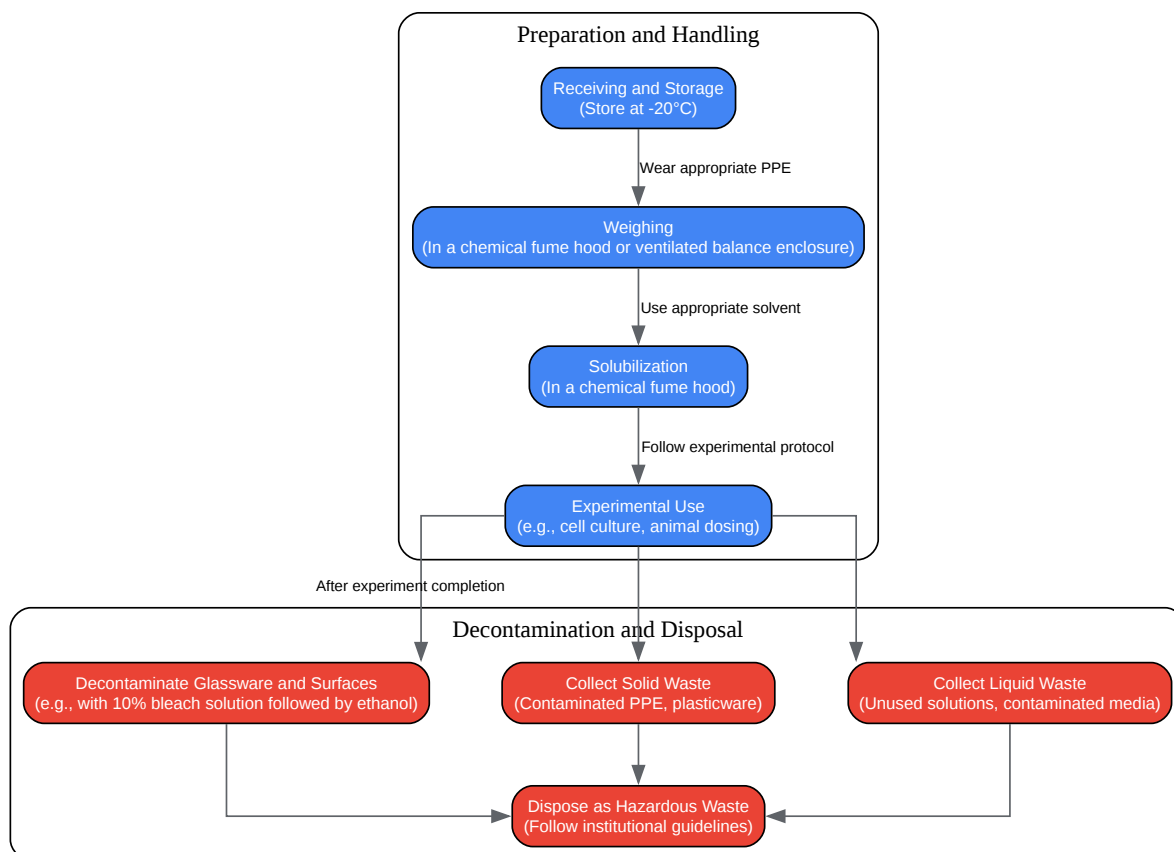 Preparation and Handling
Receiving and Storage
(Store at -20°C)
Wear appropriate PPE
Weighing
(In a chemical fume hood or ventilated balance enclosure)
Use appropriate solvent
Solubilization
(In a chemical fume hood)
Follow experimental protocol
Experimental Use
(e.g., cell culture, animal dosing)
After experiment completion
Decontamination and Disposal
Decontaminate Glassware and Surfaces
(e.g., with 10% bleach solution followed by ethanol)
Collect Solid Waste
(Contaminated PPE, plasticware)
Collect Liquid Waste
(Unused solutions, contaminated media)
Dispose as Hazardous Waste
(Follow institutional guidelines)